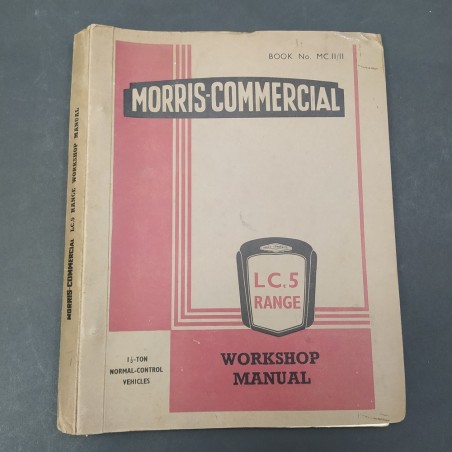 BOOK No. MC.11/11
MORRIS-COMMERCIAL
L.C.5
RANGE
WORKSHOP
MANUAL
1½-TON
NORMAL-CONTROL
VEHICLES
MORRIS-COMMERCIAL L.C.5 RANGE WORKSHOP MANUAL